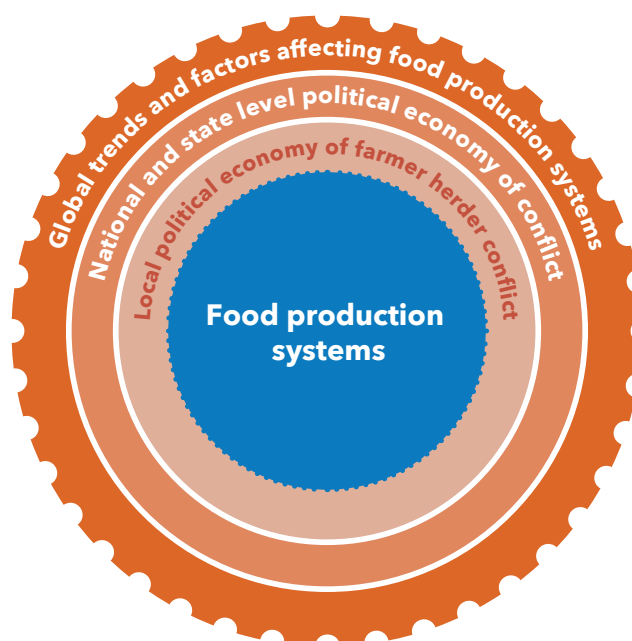 Global trends and factors affecting food production systems
National and state level political economy of conflict
Local political economy of farmer herder conflict
Food production
systems